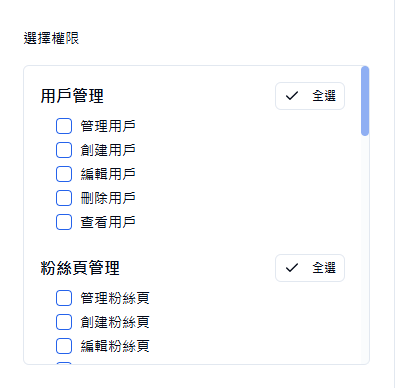 選擇權限
用戶管理
全選
管理用戶
創建用戶
編輯用戶
刪除用戶
查看用戶
粉絲頁管理
全選
管理粉絲頁
創建粉絲頁
編輯粉絲頁